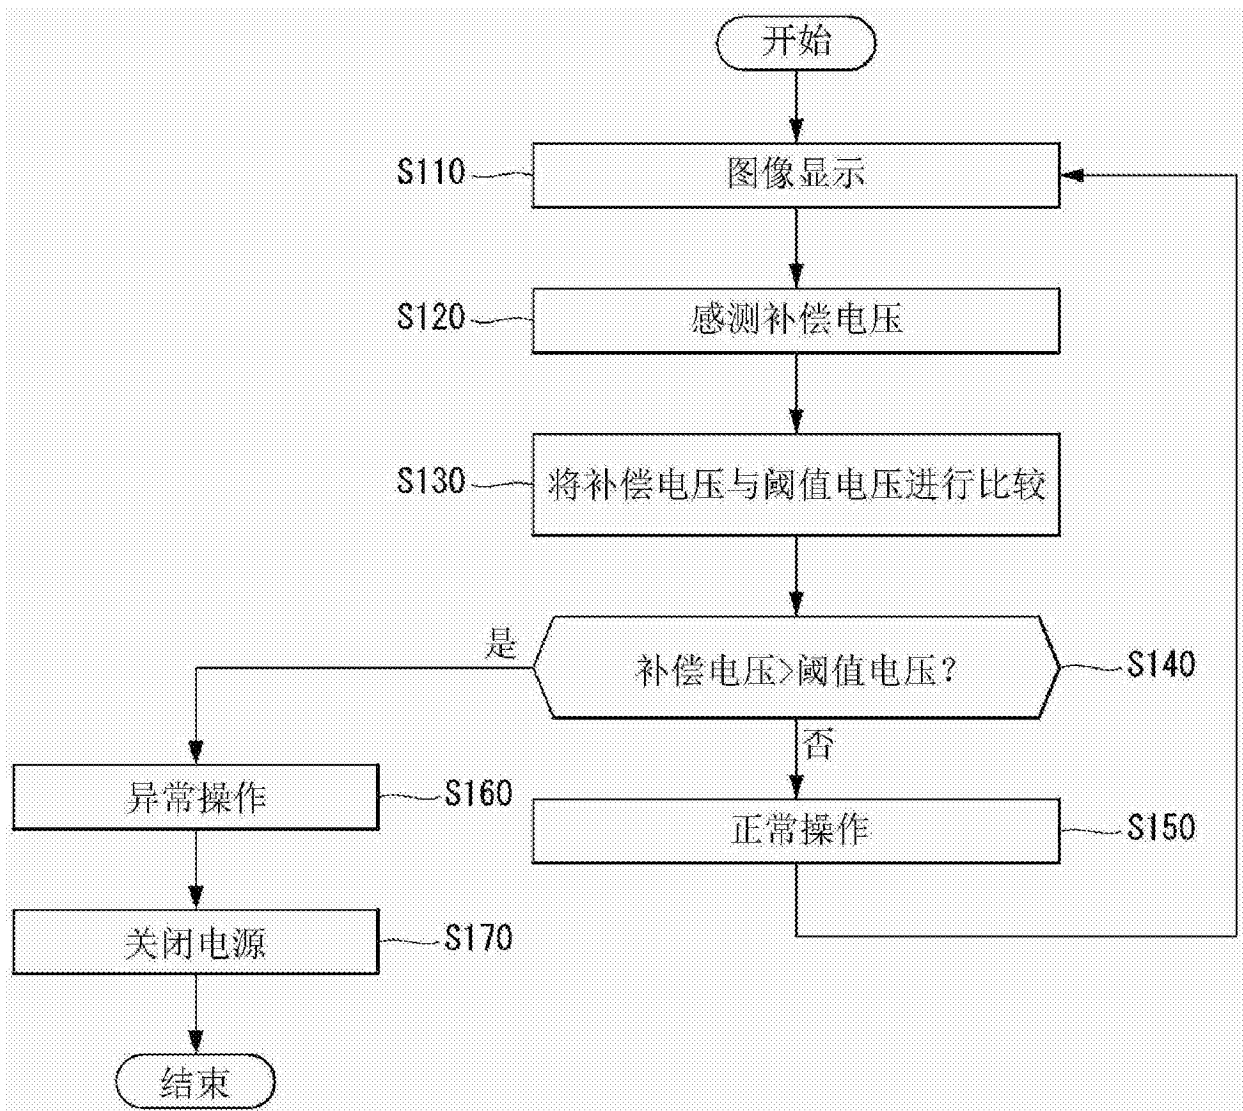 开始
S110
图像显示
S120
感测补偿电压
S130
将补偿电压与阈值电压进行比较
是
补偿电压>阈值电压?
S140
否
异常操作
S160
正常操作
S150
关闭电源
S170
结束